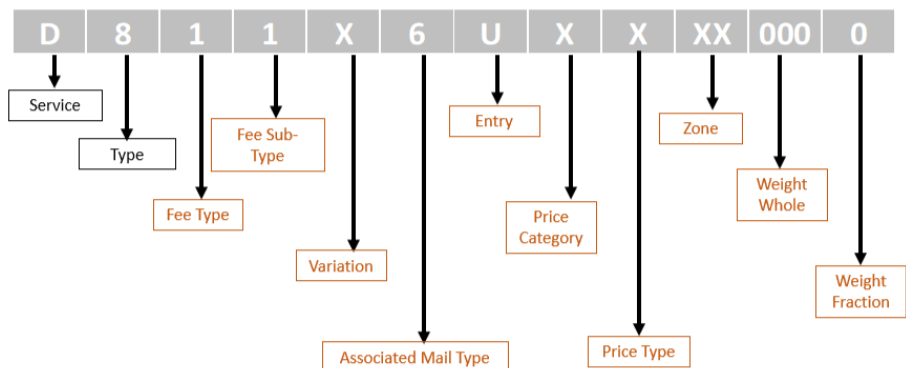 D 8 1 1 X 6 U X X XX 000 0
Service
Type
Fee Type
Fee Sub-
Type
Variation
Associated Mail Type
Entry
Price
Category
Price Type
Zone
Weight
Whole
Weight
Fraction